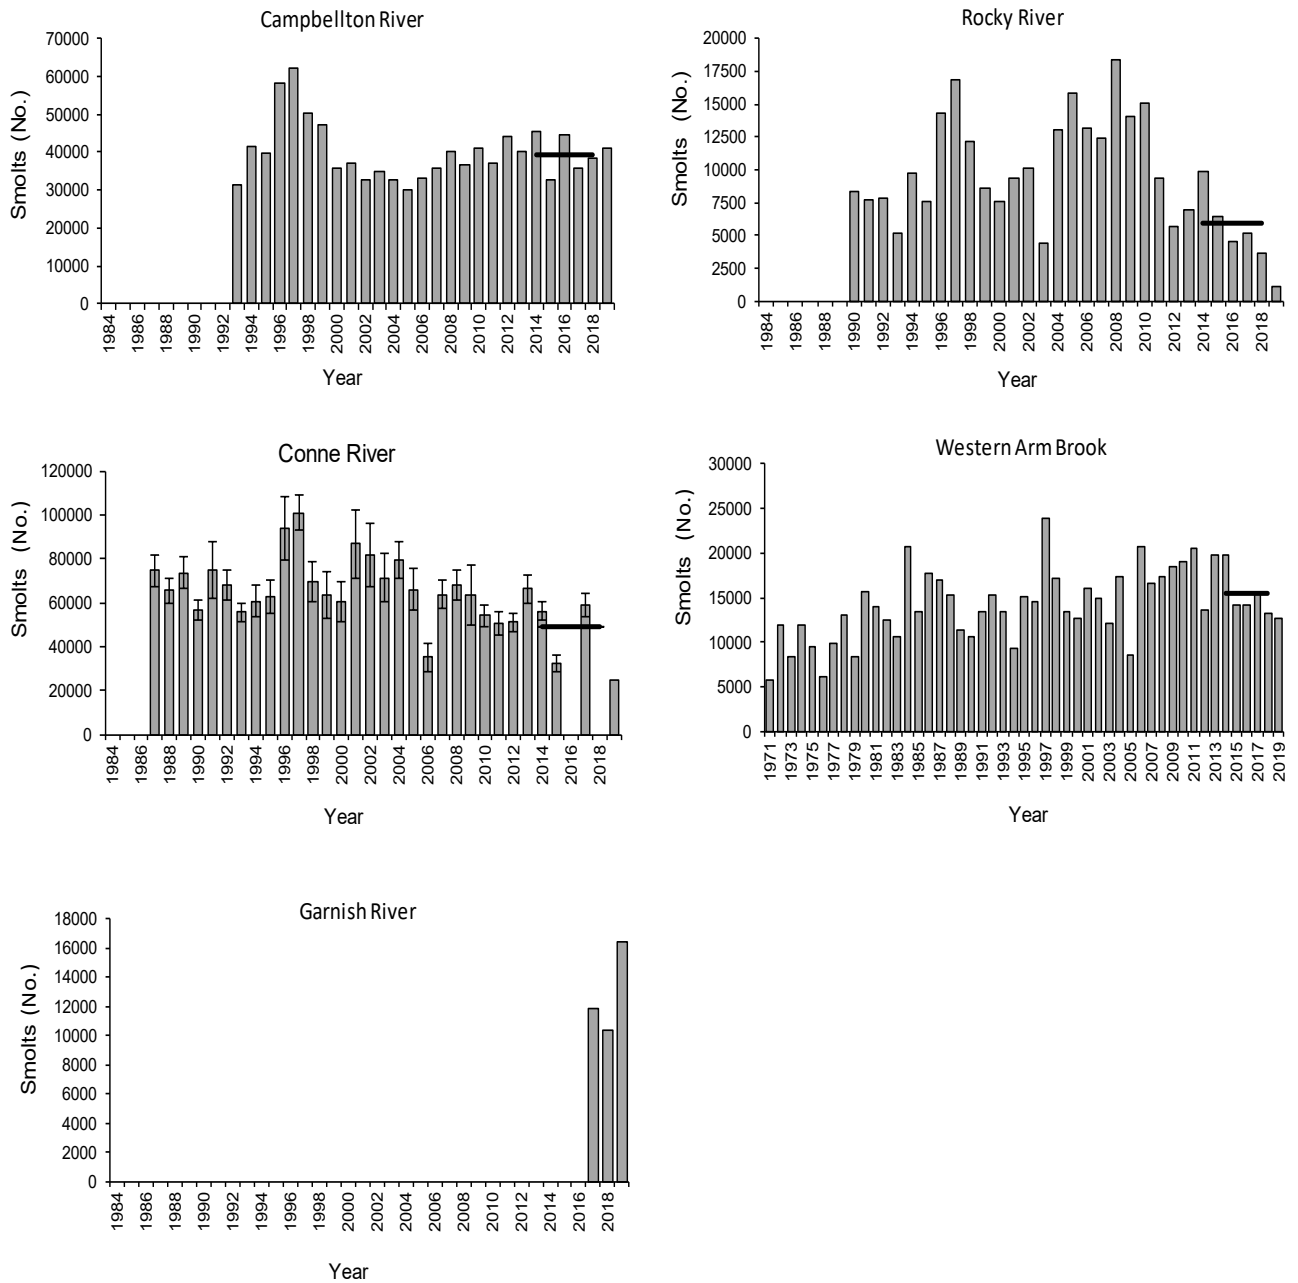 Campbellton River
Smolts (No.)
70000
60000
50000
40000
30000
20000
10000
0
1984 1986 1988 1990 1992 1994 1996 1998 2000 2002 2004 2006 2008 2010 2012 2014 2016 2018
Year
Rocky River
Smolts (No.)
20000
17500
15000
12500
10000
7500
5000
2500
0
1984 1986 1988 1990 1992 1994 1996 1998 2000 2002 2004 2006 2008 2010 2012 2014 2016 2018
Year
Conne River
Smolts (No.)
120000
100000
80000
60000
40000
20000
0
1984 1986 1988 1990 1992 1994 1996 1998 2000 2002 2004 2006 2008 2010 2012 2014 2016 2018
Year
Western Arm Brook
Smolts (No.)
30000
25000
20000
15000
10000
5000
0
1971 1973 1975 1977 1979 1981 1983 1985 1987 1989 1991 1993 1995 1997 1999 2001 2003 2005 2007 2009 2011 2013 2015 2017 2019
Year
Garnish River
Smolts (No.)
18000
16000
14000
12000
10000
8000
6000
4000
2000
0
1984 1986 1988 1990 1992 1994 1996 1998 2000 2002 2004 2006 2008 2010 2012 2014 2016 2018
Year